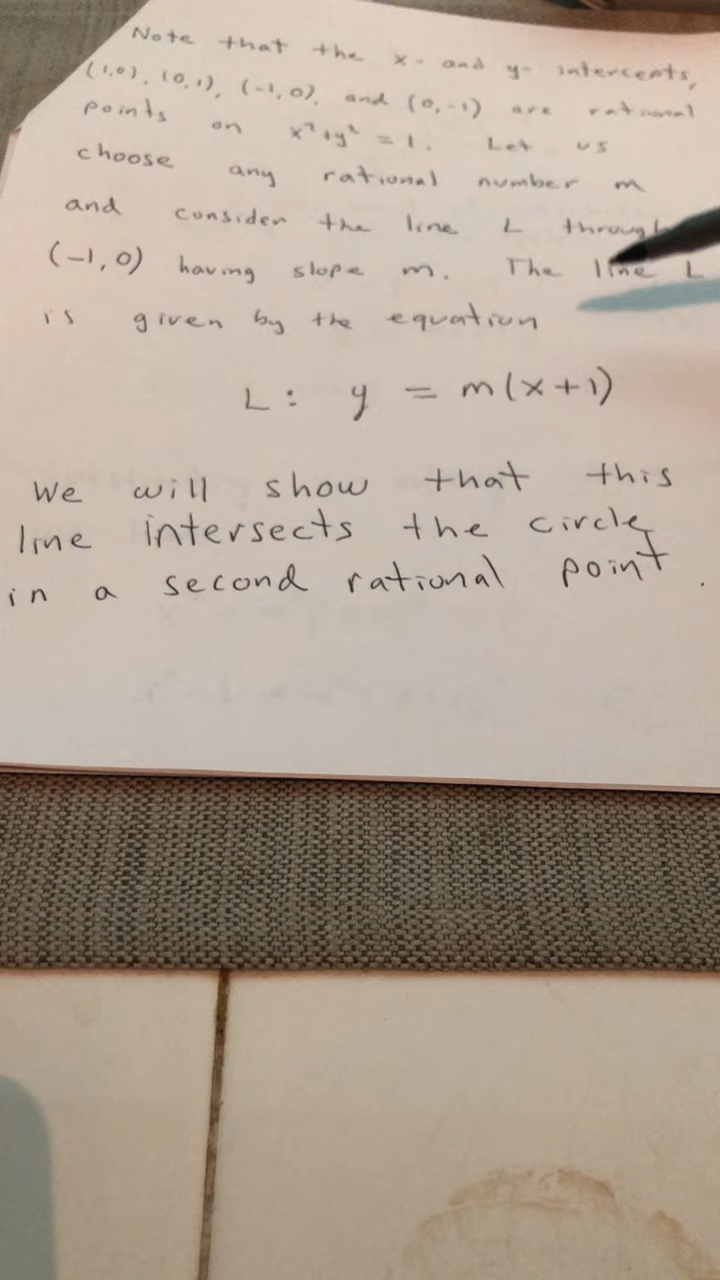 Note that the x- and y- intercepts,
(1,0), (0,1), (-1,0), and (0,-1) are rational
points on x²+y² = 1. Let us
choose any rational number m
and consider the line L through
(-1,0) having slope m. The line L
is given by the equation
L: y = m(x+1)
We will show that this
line intersects the circle
in a second rational point.